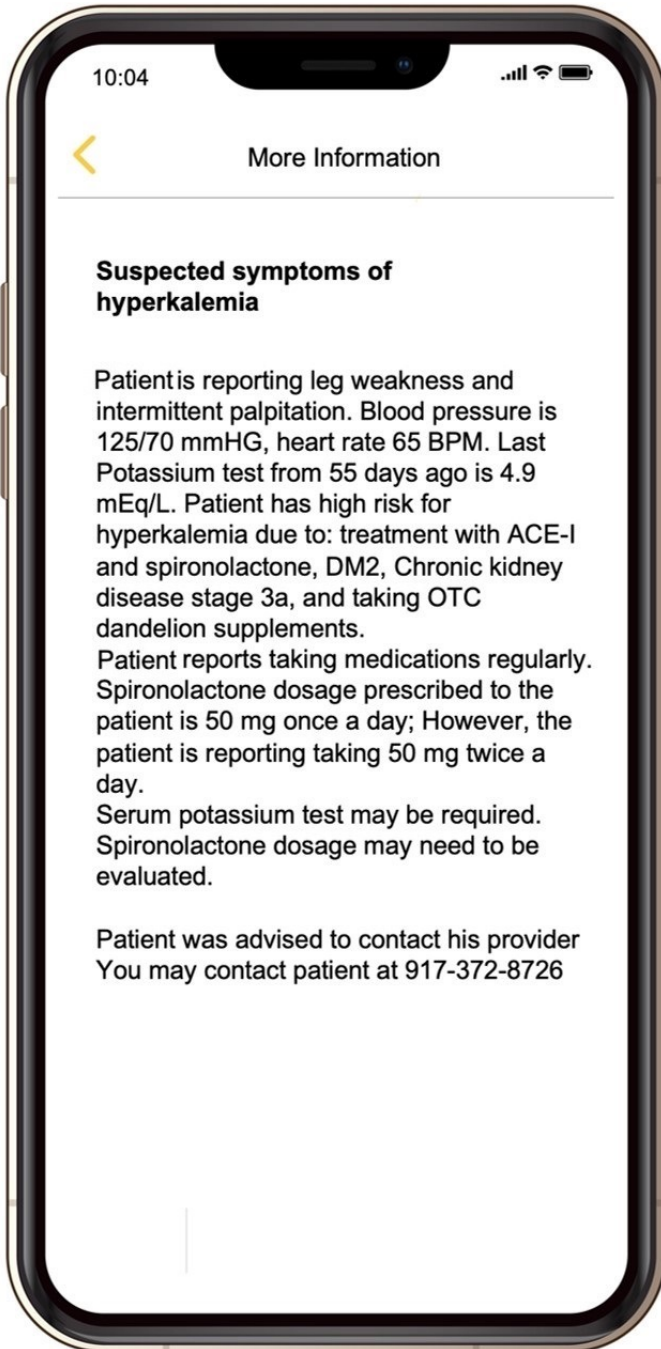 10:04
More Information
Suspected symptoms of
hyperkalemia
Patient is reporting leg weakness and
intermittent palpitation. Blood pressure is
125/70 mmHG, heart rate 65 BPM. Last
Potassium test from 55 days ago is 4.9
mEq/L. Patient has high risk for
hyperkalemia due to: treatment with ACE-I
and spironolactone, DM2, Chronic kidney
disease stage 3a, and taking OTC
dandelion supplements.
Patient reports taking medications regularly.
Spironolactone dosage prescribed to the
patient is 50 mg once a day; However, the
patient is reporting taking 50 mg twice a
day.
Serum potassium test may be required.
Spironolactone dosage may need to be
evaluated.
Patient was advised to contact his provider
You may contact patient at 917-372-8726